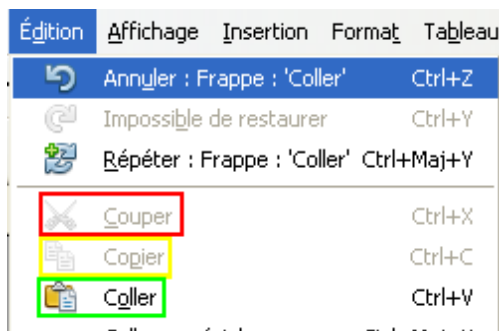 Édition Affichage Insertion Format Tableau
Annuler : Frappe : 'Coller' Ctrl+Z
Impossible de restaurer Ctrl+Y
Répéter : Frappe : 'Coller' Ctrl+Maj+Y
Couper Ctrl+X
Copier Ctrl+C
Coller Ctrl+V